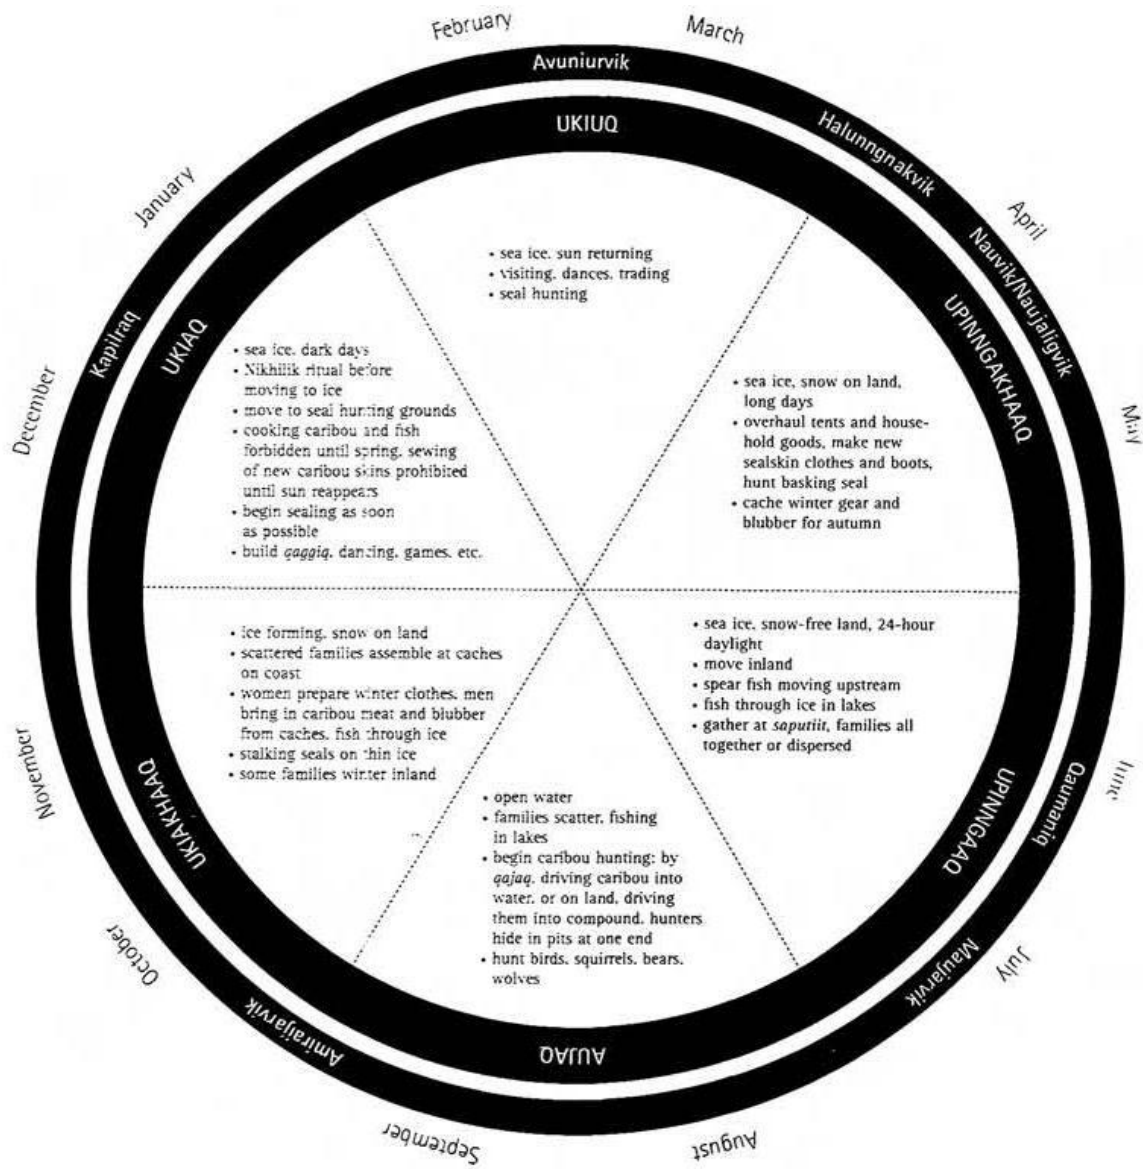 February
March
Avuniurvik
UKIUQ
Halunngnakvik
January
April
Nauvik/Naujaligvik
UPINNGAKHAAQ
Kapilraq
UKIAQ
December
May
• sea ice, sun returning
• visiting, dances, trading
• seal hunting
• sea ice, snow on land,
long days
• overhaul tents and house-
hold goods, make new
sealskin clothes and boots,
hunt basking seal
• cache winter gear and
blubber for autumn
• sea ice, snow-free land, 24-hour
daylight
• move inland
• spear fish moving upstream
• fish through ice in lakes
• gather at saputiit, families all
together or dispersed
• open water
• families scatter, fishing
in lakes
• begin caribou hunting: by
qajaq, driving caribou into
water, or on land, driving
them into compound, hunters
hide in pits at one end
• hunt birds, squirrels, bears,
wolves
• ice forming, snow on land
• scattered families assemble at caches
on coast
• women prepare winter clothes, men
bring in caribou meat and blubber
from caches, fish through ice
• stalking seals on thin ice
• some families winter inland
• sea ice, dark days
• Nikhilik ritual before
moving to ice
• move to seal hunting grounds
• cooking caribou and fish
forbidden until spring, sewing
of new caribou skins prohibited
until sun reappears
• begin sealing as soon
as possible
• build qaggiq, dancing, games, etc.
June
Qaumaniq
UPINNGAAQ
July
Maujarvik
August
AUJAQ
September
Amiraijarvik
October
UKIAKHAAQ
November